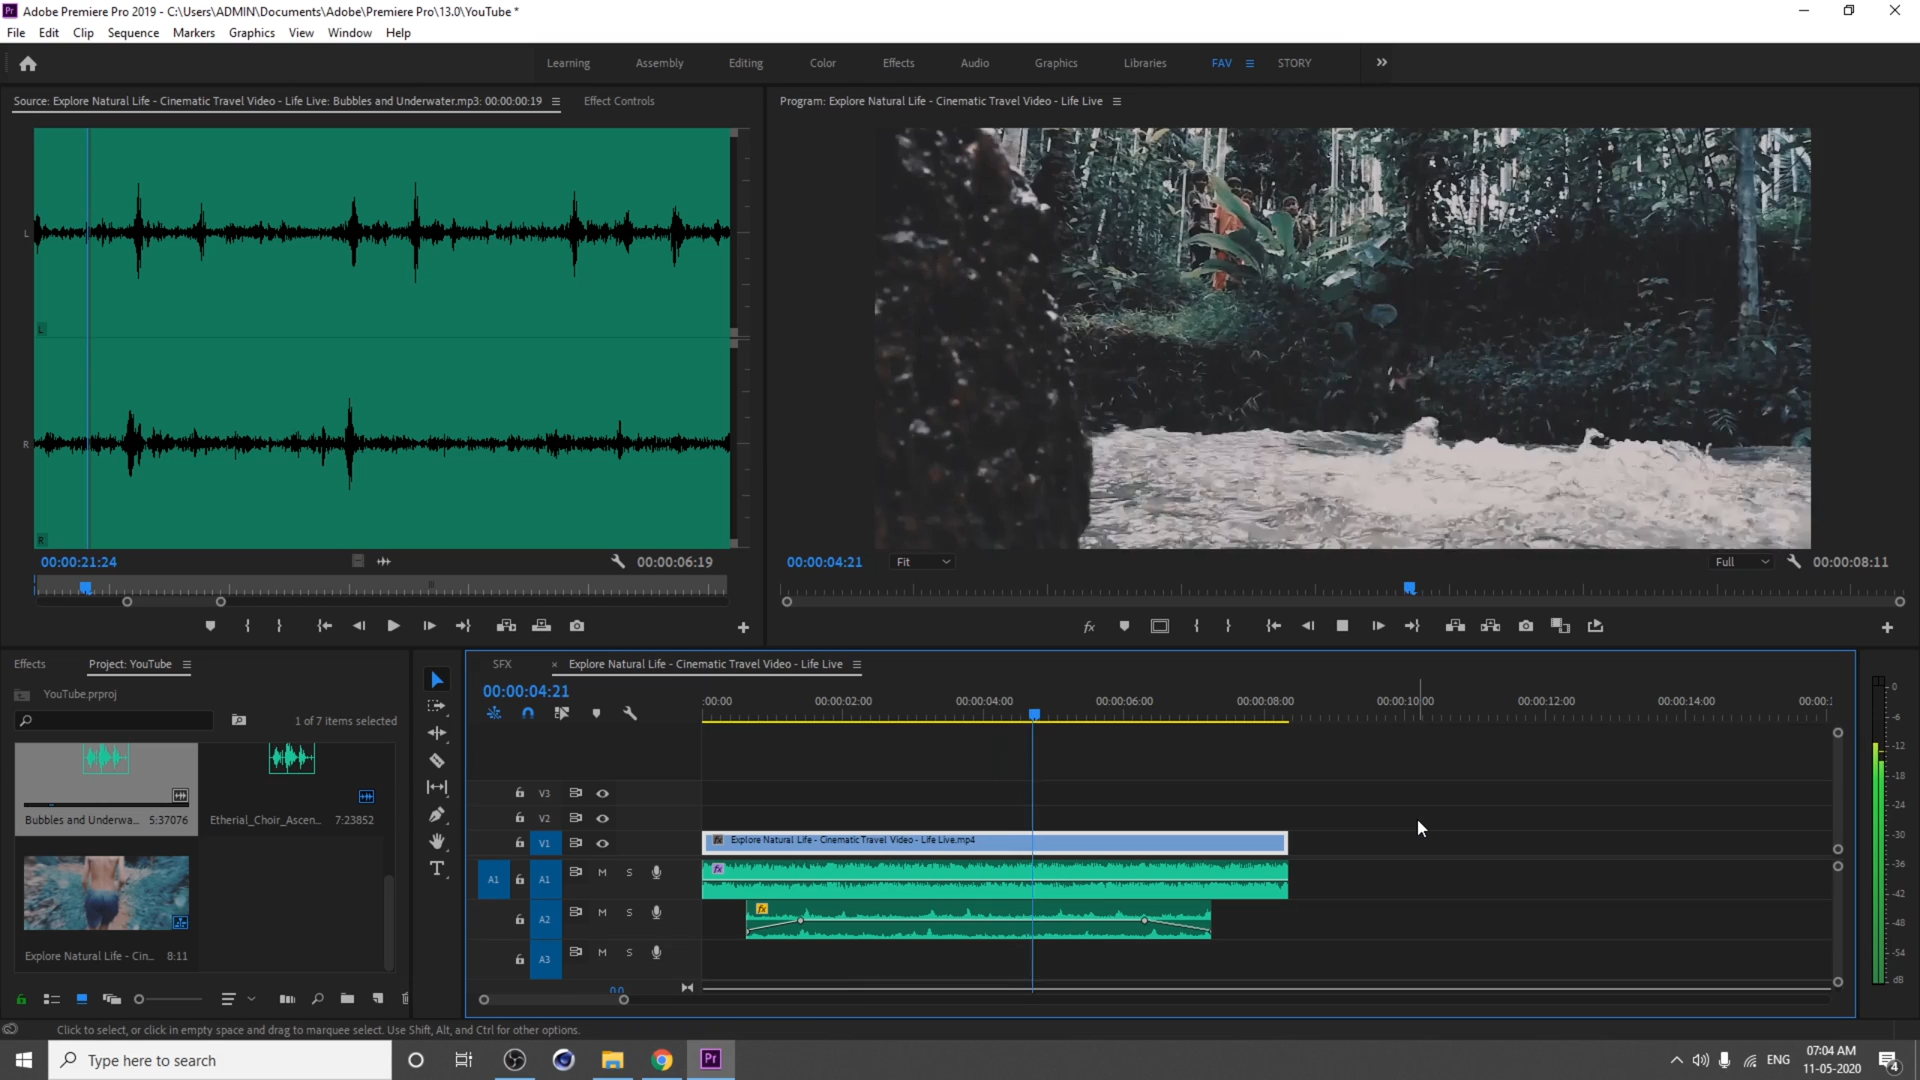 Adobe Premiere Pro 2019 - C:\Users\ADMIN\Documents\Adobe\Premiere Pro\13.0\YouTube *
File Edit Clip Sequence Markers Graphics View Window Help
Learning Assembly Editing Color Effects Audio Graphics Libraries FAV STORY
Source: Explore Natural Life - Cinematic Travel Video - Life Live: Bubbles and Underwater.mp3: 00:00:00:19
Effect Controls
Program: Explore Natural Life - Cinematic Travel Video - Life Live
L
L
R
R
00:00:21:24
00:00:06:19
00:00:04:21
Fit
Full
00:00:08:11
Effects
Project: YouTube
YouTube.prproj
1 of 7 items selected
Bubbles and Underwa... 5:37076
Etherial_Choir_Ascen... 7:23852
Explore Natural Life - Cin... 8:11
SFX
× Explore Natural Life - Cinematic Travel Video - Life Live
00:00:04:21
:00:00 00:00:02:00 00:00:04:00 00:00:06:00 00:00:08:00 00:00:10:00 00:00:12:00 00:00:14:00 00:00:1
V3
V2
V1
fx Explore Natural Life - Cinematic Travel Video - Life Live.mp4
A1 A1 M S
fx
A2 M S
fx
A3 M S
0.0
0
-6
-12
-18
-24
-30
-36
-42
-48
-54
dB
Click to select, or click in empty space and drag to marquee select. Use Shift, Alt, and Ctrl for other options.
Type here to search
Pr
ENG
07:04 AM
11-05-2020
4